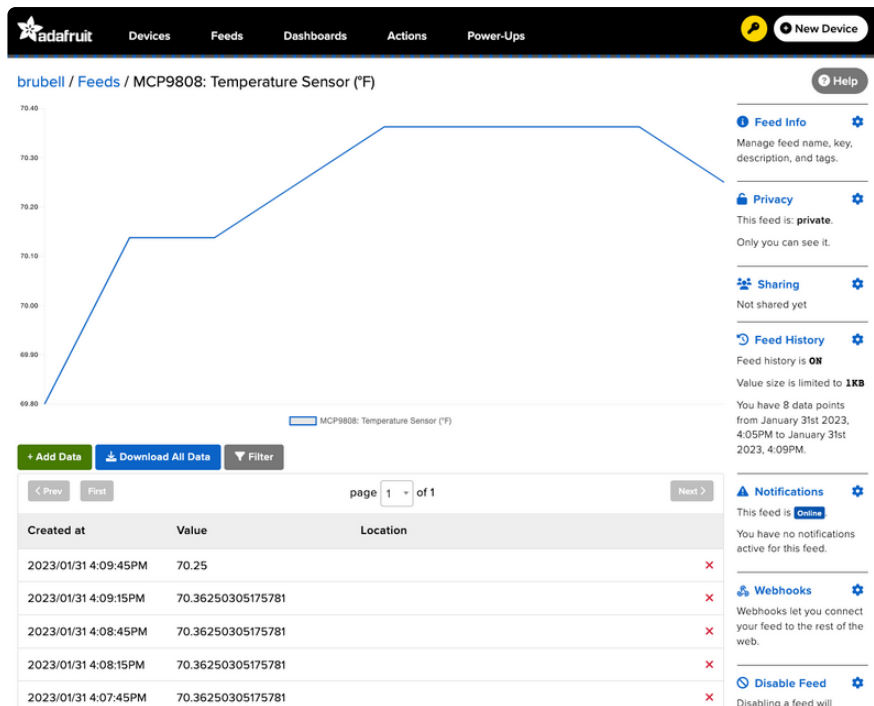 adafruit Devices Feeds Dashboards Actions Power-Ups New Device
brubell / Feeds / MCP9808: Temperature Sensor (°F)
Help
70.40
70.30
70.20
70.10
70.00
69.90
69.80
MCP9808: Temperature Sensor (°F)
+ Add Data Download All Data Filter
< Prev First page 1 of 1 Next >
Created at Value Location
2023/01/31 4:09:45PM 70.25
2023/01/31 4:09:15PM 70.36250305175781
2023/01/31 4:08:45PM 70.36250305175781
2023/01/31 4:08:15PM 70.36250305175781
2023/01/31 4:07:45PM 70.36250305175781
Feed Info
Manage feed name, key,
description, and tags.
Privacy
This feed is: private.
Only you can see it.
Sharing
Not shared yet
Feed History
Feed history is ON
Value size is limited to 1KB
You have 8 data points
from January 31st 2023,
4:05PM to January 31st
2023, 4:09PM.
Notifications
This feed is Online.
You have no notifications
active for this feed.
Webhooks
Webhooks let you connect
your feed to the rest of the
web.
Disable Feed
Disabling a feed will